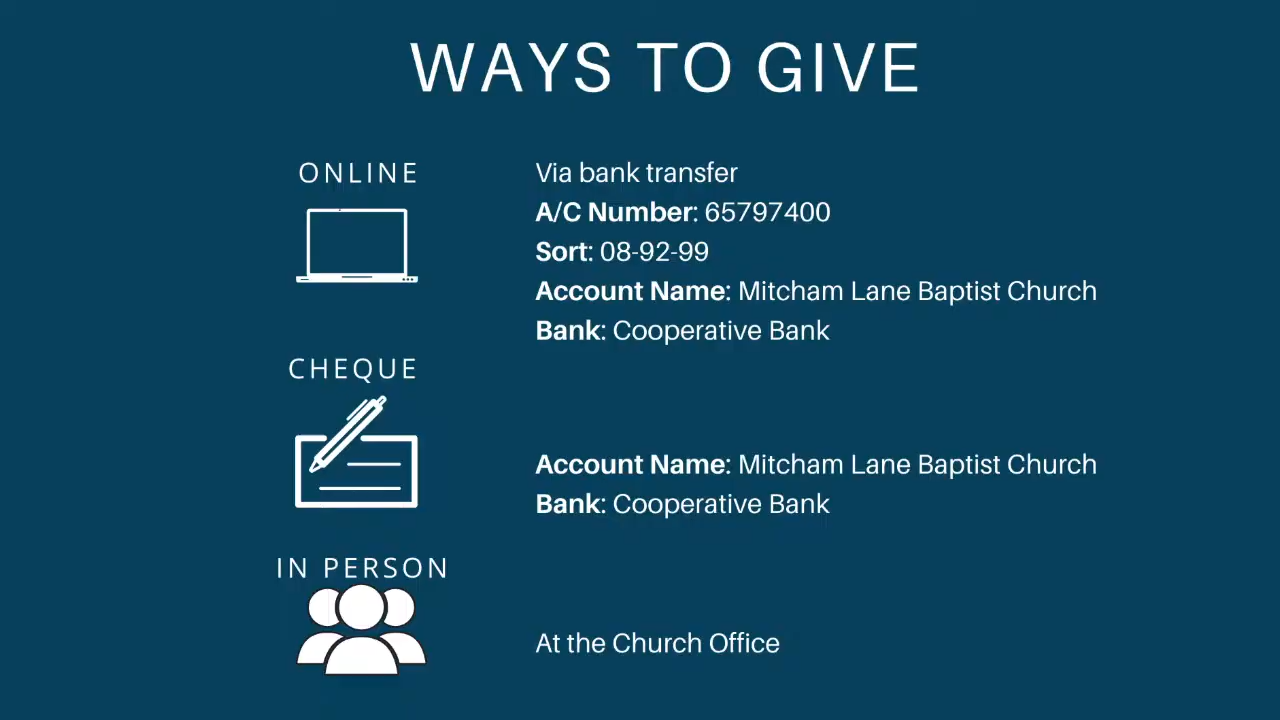 WAYS TO GIVE
ONLINE
Via bank transfer
A/C Number: 65797400
Sort: 08-92-99
Account Name: Mitcham Lane Baptist Church
Bank: Cooperative Bank
CHEQUE
Account Name: Mitcham Lane Baptist Church
Bank: Cooperative Bank
IN PERSON
At the Church Office